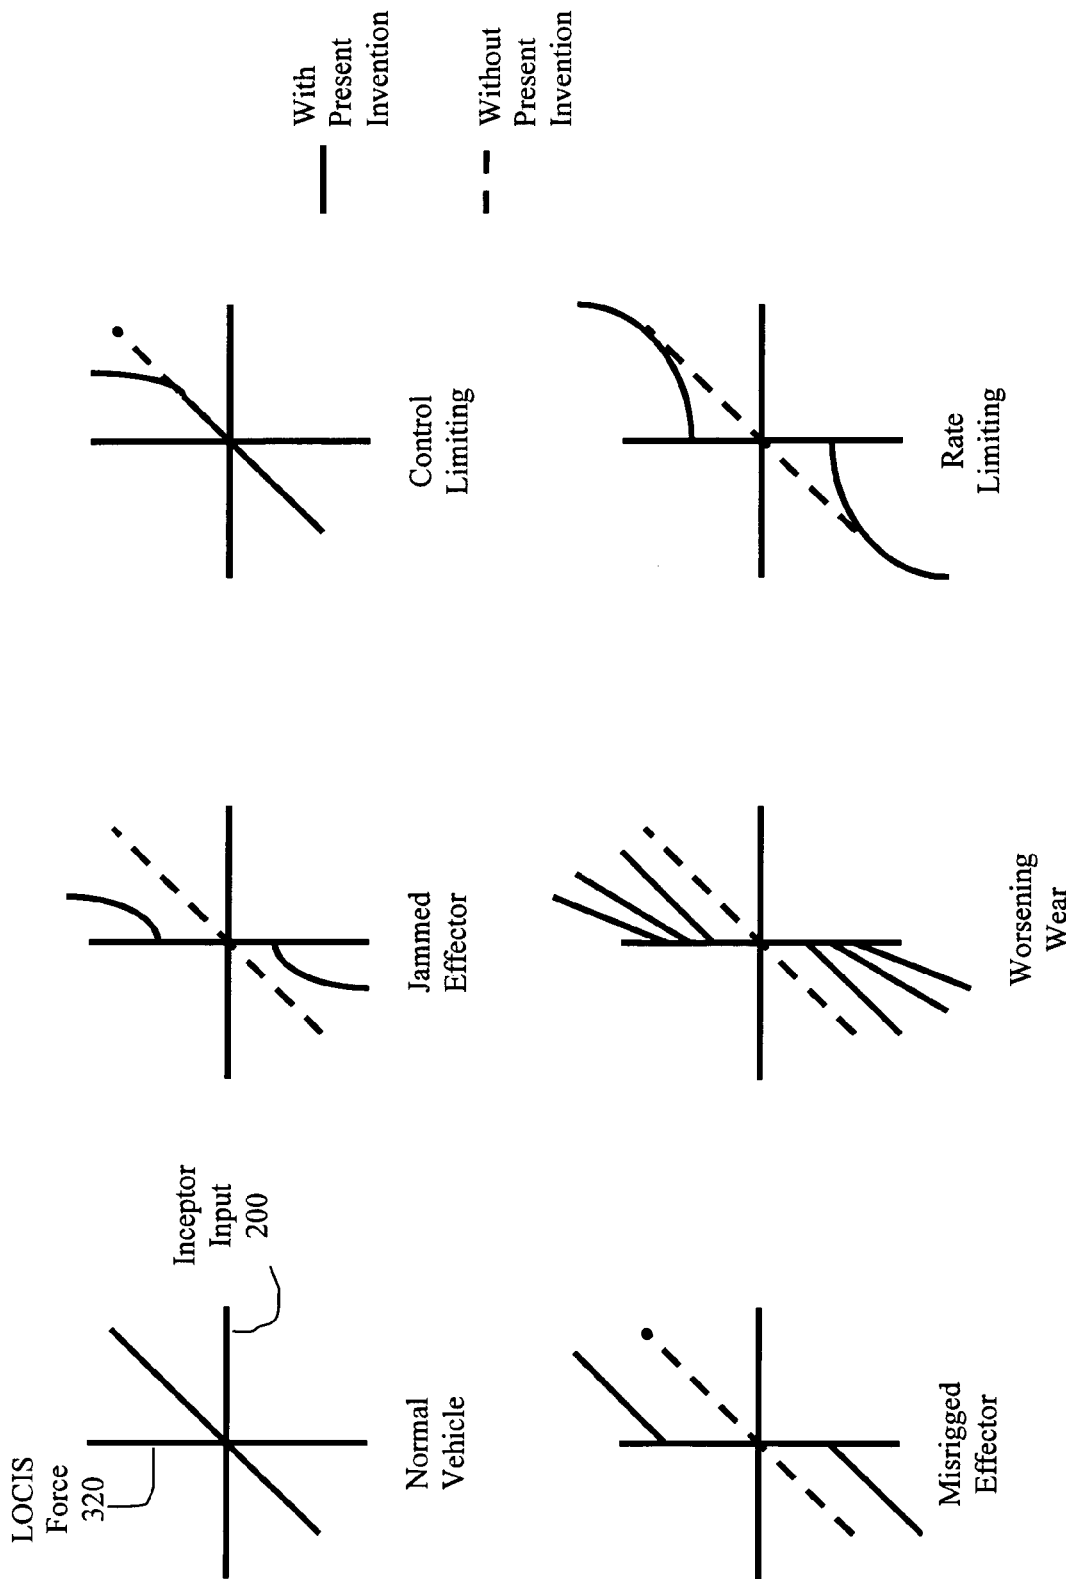 LOCIS
Force
320
Inceptor
Input
200
Normal
Vehicle
Jammed
Effector
Control
Limiting
With
Present
Invention
Without
Present
Invention
Misrigged
Effector
Worsening
Wear
Rate
Limiting